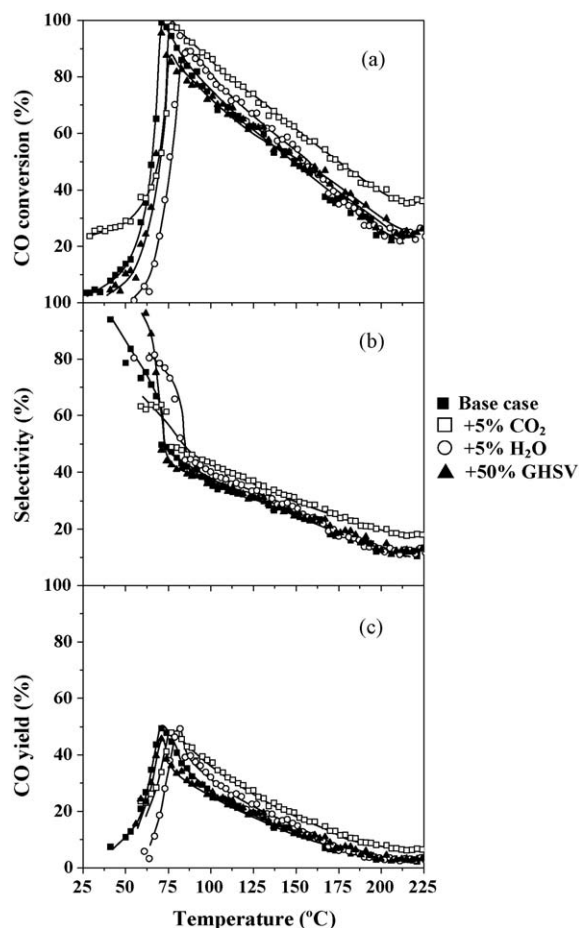 100
(a)
80
60
40
20
CO conversion (%)
100
(b)
80
60
40
20
Selectivity (%)
Base case
+5% CO₂
+5% H₂O
+50% GHSV
100
(c)
80
60
40
20
0
CO yield (%)
25 50 75 100 125 150 175 200 225
Temperature (ºC)